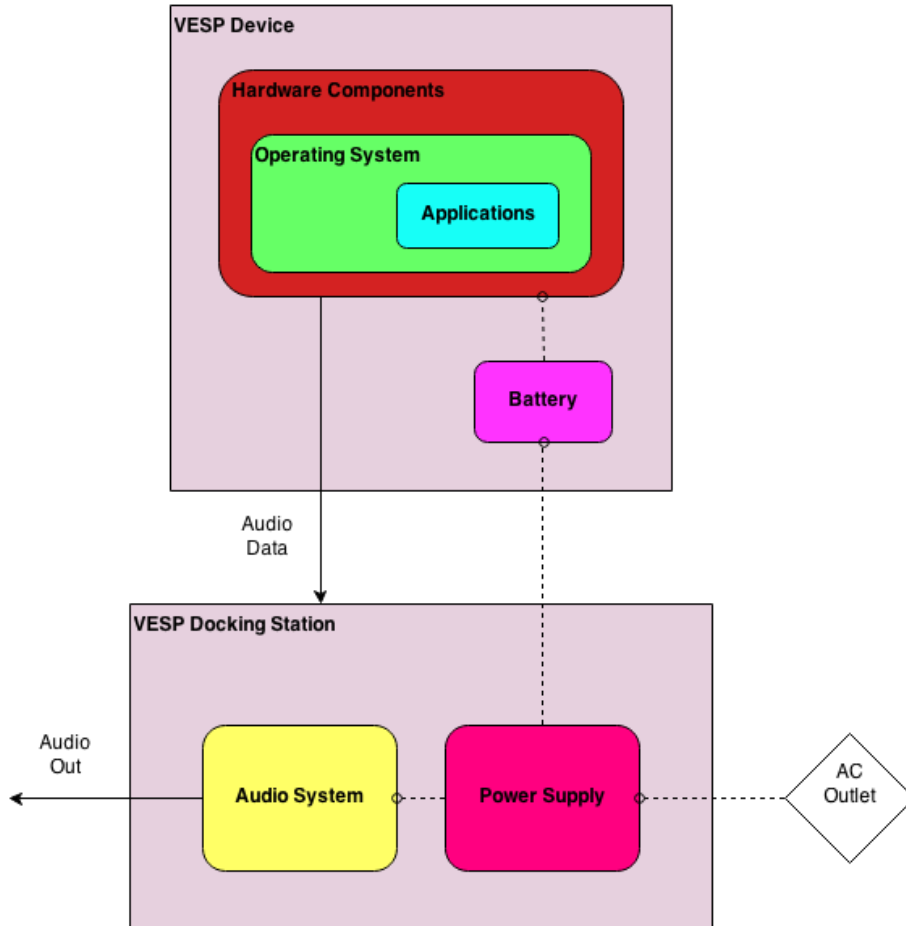 VESP Device
Hardware Components
Operating System
Applications
Battery
Audio
Data
VESP Docking Station
Audio
Out
Audio System
Power Supply
AC
Outlet